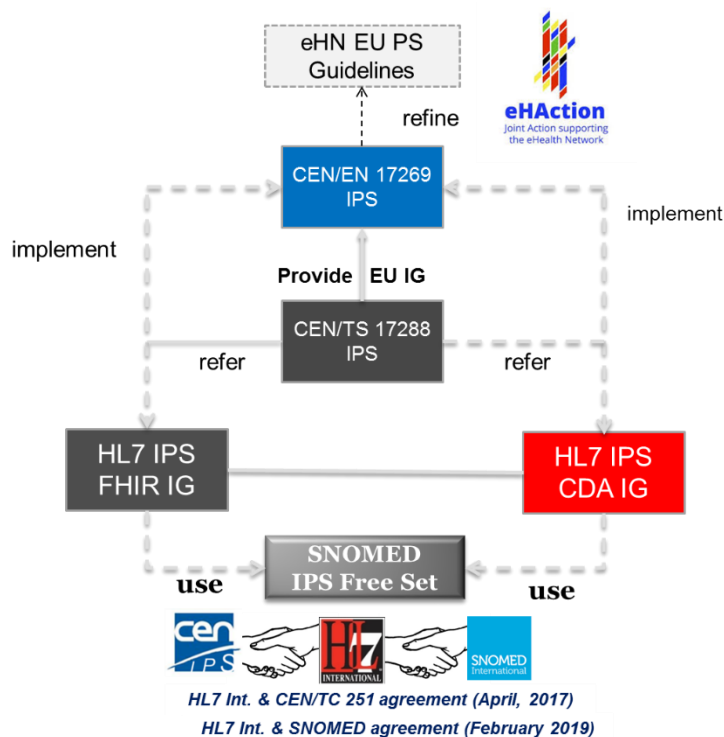 eHN EU PS
Guidelines
eHAction
Joint Action supporting
the eHealth Network
refine
CEN/EN 17269
IPS
implement
implement
Provide EU IG
CEN/TS 17288
IPS
refer
refer
HL7 IPS
FHIR IG
HL7 IPS
CDA IG
SNOMED
IPS Free Set
use
use
cen
IPS
HL7
INTERNATIONAL
SNOMED
International
HL7 Int. & CEN/TC 251 agreement (April, 2017)
HL7 Int. & SNOMED agreement (February 2019)